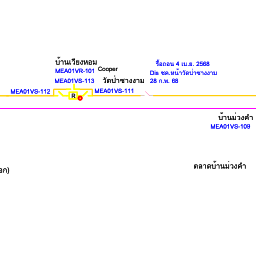 บ้านเวียงหอม
MEA01VR-101 Cooper
MEA01VS-113 วัดป่าซางงาม
MEA01VS-112
MEA01VS-111
R
รื้อถอน 4 เม.ย. 2568
Dis ชค.หน้าวัดป่าซางงาม
28 ก.พ. 68
บ้านม่วงคำ
MEA01VS-109
ตลาดบ้านม่วงคำ